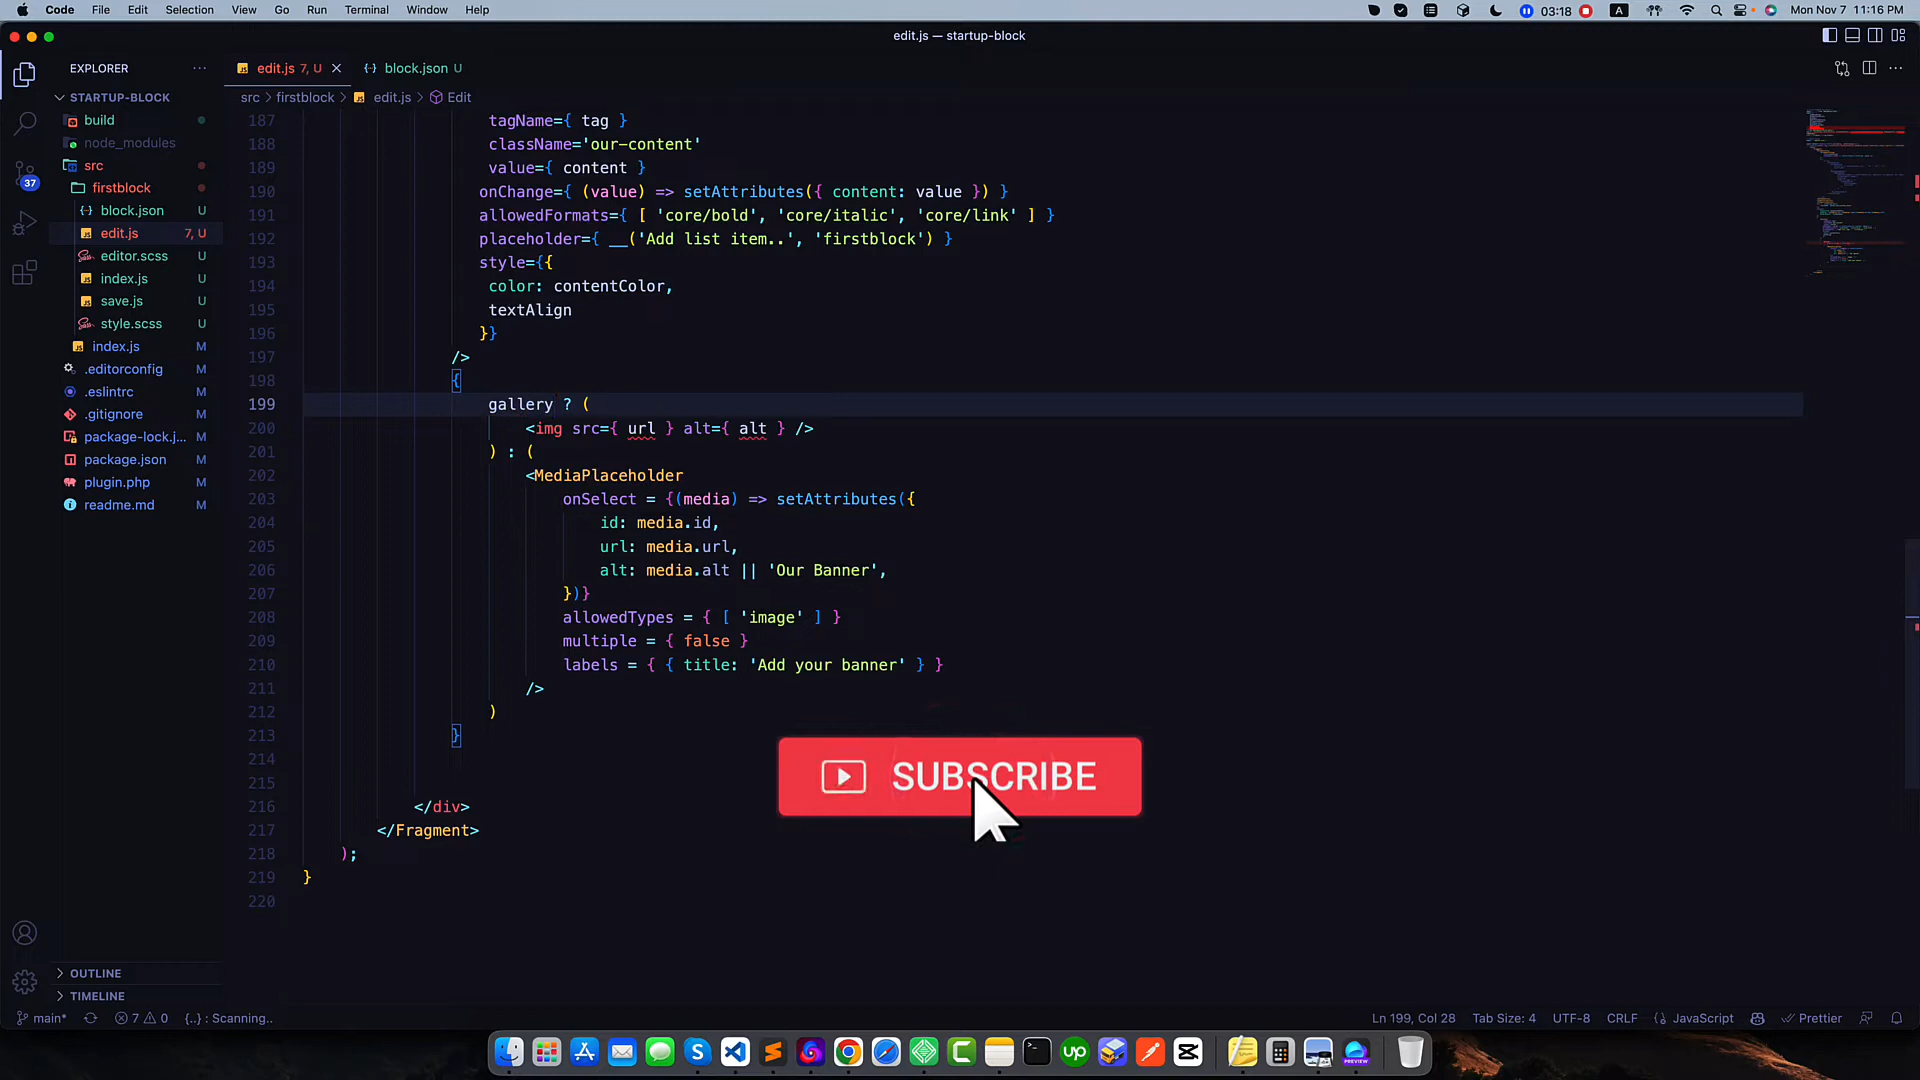 Code File Edit Selection View Go Run Terminal Window Help 03:18 A Mon Nov 7 11:16 PM
edit.js — startup-block
EXPLORER
edit.js 7, U
block.json U
STARTUP-BLOCK
src > firstblock > edit.js > Edit
build
node_modules
src
firstblock
block.json U
edit.js 7, U
editor.scss U
index.js U
save.js U
style.scss U
index.js M
.editorconfig M
.eslintrc M
.gitignore M
package-lock.j... M
package.json M
plugin.php M
readme.md M
37
187 tagName={ tag }
188 className='our-content'
189 value={ content }
190 onChange={ (value) => setAttributes({ content: value }) }
191 allowedFormats={ [ 'core/bold', 'core/italic', 'core/link' ] }
192 placeholder={ __('Add list item..', 'firstblock') }
193 style={{
194 color: contentColor,
195 textAlign
196 }}
197 />
198 {
199 gallery ? (
200 <img src={ url } alt={ alt } />
201 ) : (
202 <MediaPlaceholder
203 onSelect = {(media) => setAttributes({
204 id: media.id,
205 url: media.url,
206 alt: media.alt || 'Our Banner',
207 })}
208 allowedTypes = { [ 'image' ] }
209 multiple = { false }
210 labels = { { title: 'Add your banner' } }
211 />
212 )
213 }
214
215
216 </div>
217 </Fragment>
218 );
219 }
220
SUBSCRIBE
OUTLINE
TIMELINE
main* 7 0 {..} : Scanning.. Ln 199, Col 28 Tab Size: 4 UTF-8 CRLF JavaScript Prettier
up
PREVIEW